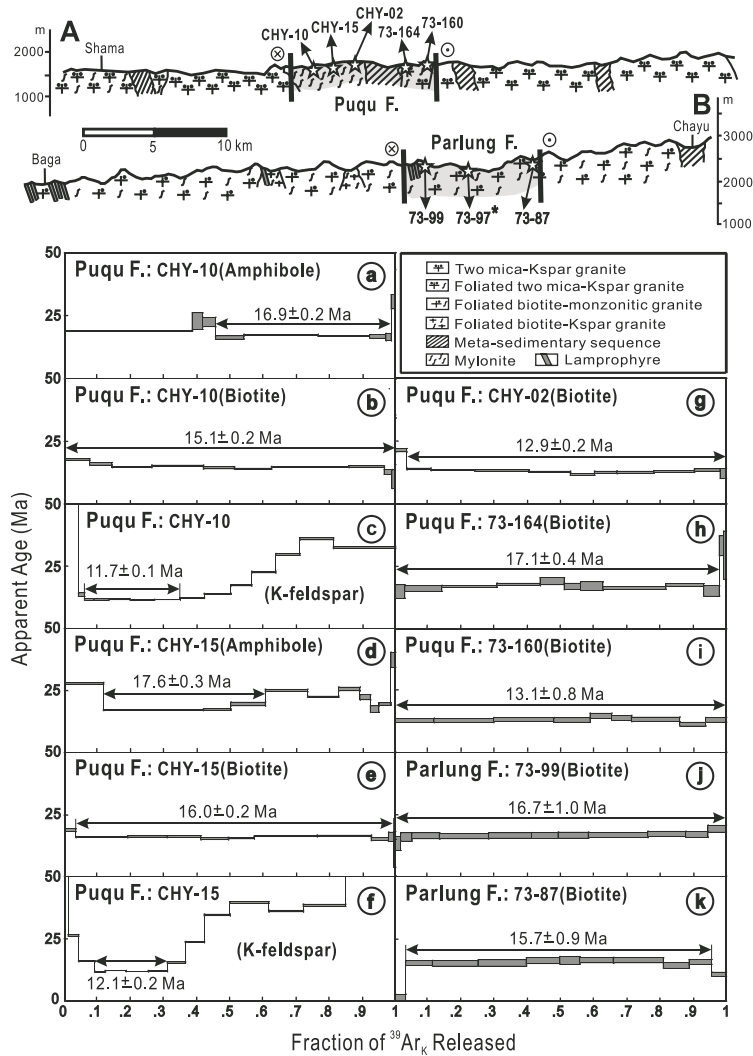 A
CHY-10
CHY-15
CHY-02
73-164
73-160
m
2000
1000
Shama
Puqu F.
0
5
10 km
B
m
3000
2000
1000
Baga
Parlung F.
Chayu
73-99
73-97*
73-87
Two mica-Kspar granite
Foliated two mica-Kspar granite
Foliated biotite-monzonitic granite
Foliated biotite-Kspar granite
Meta-sedimentary sequence
Mylonite
Lamprophyre
Apparent Age (Ma)
50
25
Puqu F.: CHY-10(Amphibole)
a
16.9±0.2 Ma
50
25
Puqu F.: CHY-10(Biotite)
b
15.1±0.2 Ma
50
25
Puqu F.: CHY-10
c
11.7±0.1 Ma
(K-feldspar)
50
25
Puqu F.: CHY-15(Amphibole)
d
17.6±0.3 Ma
50
25
Puqu F.: CHY-15(Biotite)
e
16.0±0.2 Ma
50
25
0
Puqu F.: CHY-15
f
(K-feldspar)
12.1±0.2 Ma
Puqu F.: CHY-02(Biotite)
g
12.9±0.2 Ma
Puqu F.: 73-164(Biotite)
h
17.1±0.4 Ma
Puqu F.: 73-160(Biotite)
i
13.1±0.8 Ma
Parlung F.: 73-99(Biotite)
j
16.7±1.0 Ma
Parlung F.: 73-87(Biotite)
k
15.7±0.9 Ma
0 .1 .2 .3 .4 .5 .6 .7 .8 .9 1 1 .1 .2 .3 .4 .5 .6 .7 .8 .9 1
Fraction of ³⁹Arₖ Released